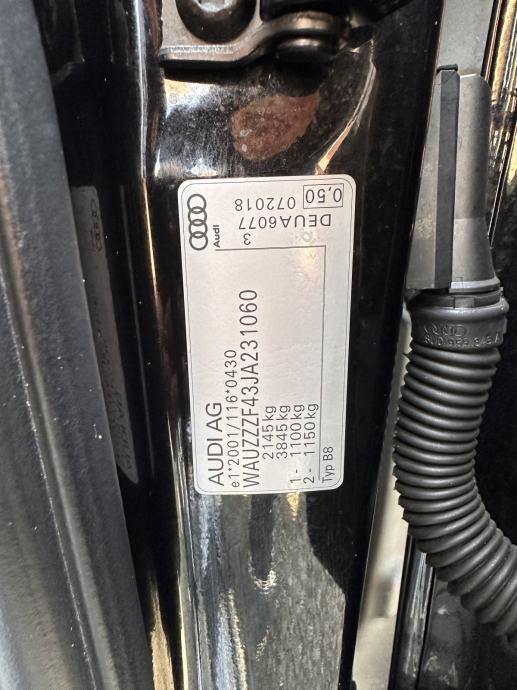 AUDI AG
e1*2001/116*0430
WAUZZZF43JA231060
2145 kg
3845 kg
1 - 1100 kg
2 - 1150 kg
Typ B8
Audi
DEUA6077
3
072018
0,50